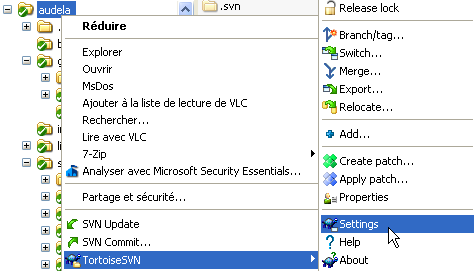 audela
.svn
Réduire
Explorer
Ouvrir
MsDos
Ajouter à la liste de lecture de VLC
Rechercher...
Lire avec VLC
7-Zip
Analyser avec Microsoft Security Essentials...
Partage et sécurité...
SVN Update
SVN Commit...
TortoiseSVN
Release lock
Branch/tag...
Switch...
Merge...
Export...
Relocate...
Add...
Create patch...
Apply patch...
Properties
Settings
Help
About